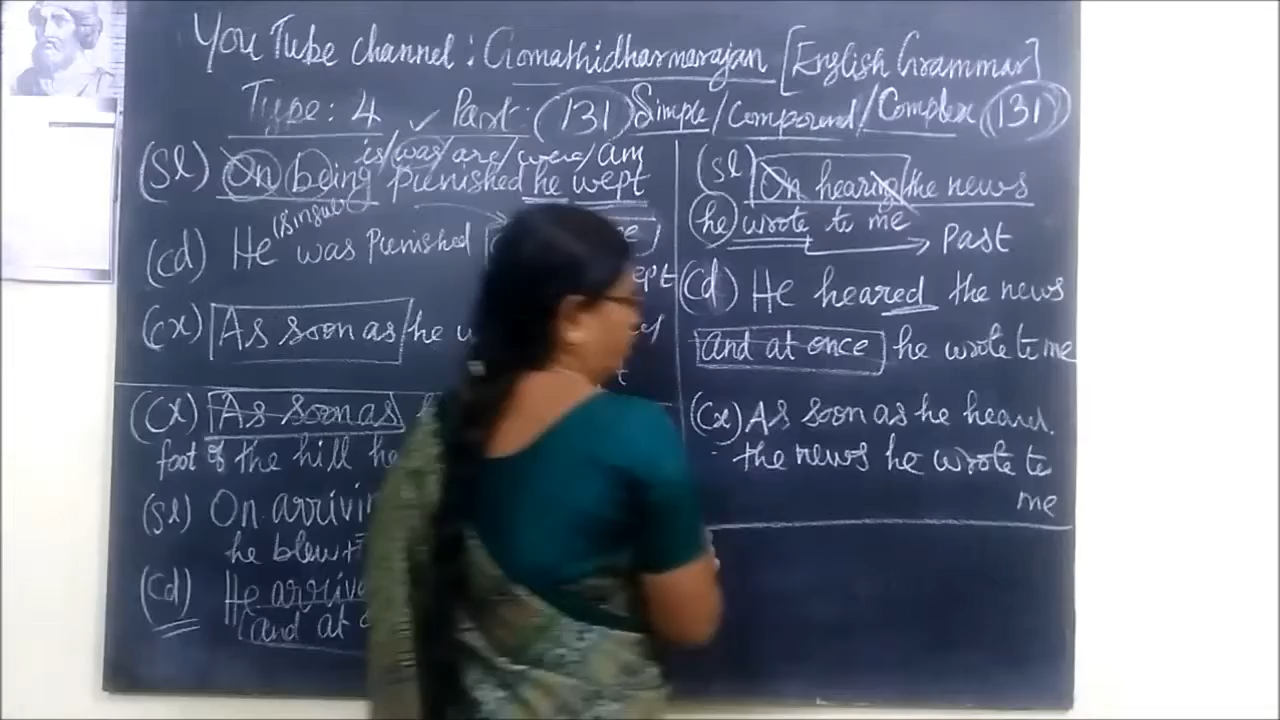 You Tube channel: Gomathidharmarajan [English Grammar]
Type: 4 ✓ Part: 131 Simple/Compound/Complex 131
is/was/are/were/am
(Sl) On being punished he wept
(Singular)
(cd) He was punished
ept
(cx) As soon as he
(cx) As soon as
foot of the hill he
(Sl) On arrivin
he blew
(Cd) He arrive
(and at
(Sl) On hearing the news
he wrote to me → Past
(Cd) He heared the news
and at once he wrote to me
(Cx) As soon as he heard.
the news he wrote to
me